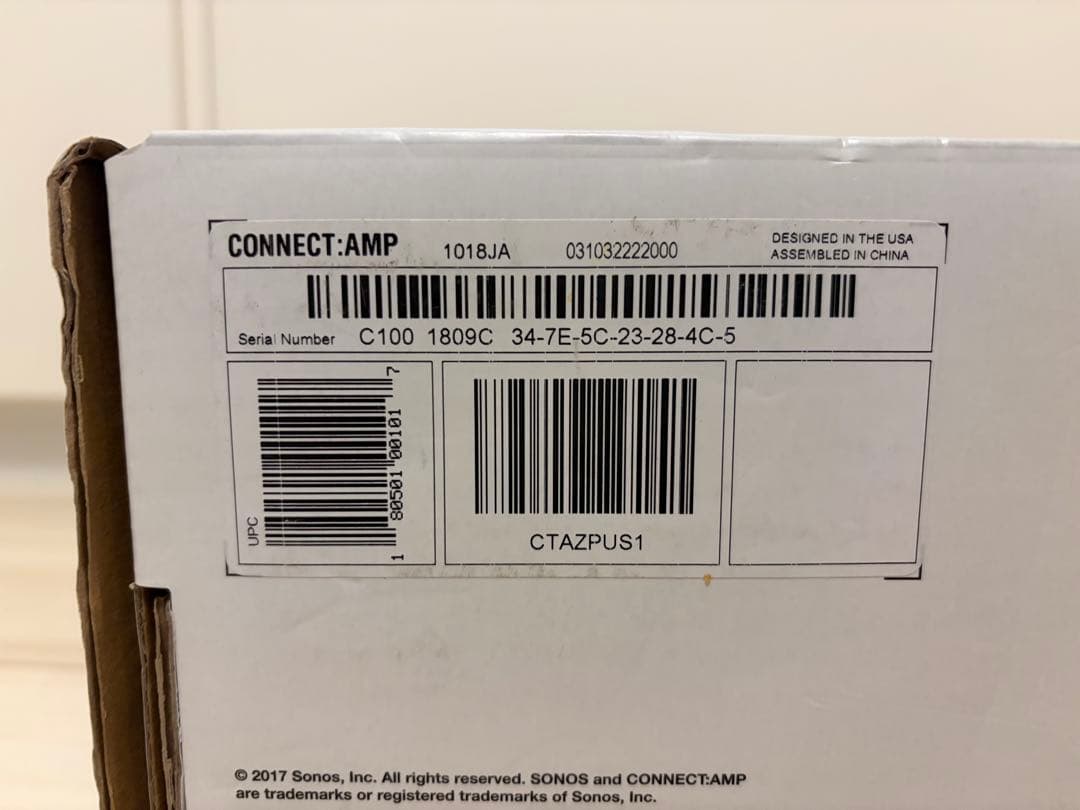 CONNECT:AMP 1018JA 031032222000 DESIGNED IN THE USA
ASSEMBLED IN CHINA
Serial Number C100 1809C 34-7E-5C-23-28-4C-5
UPC
1 80501 00101 7
CTAZPUS1
© 2017 Sonos, Inc. All rights reserved. SONOS and CONNECT:AMP
are trademarks or registered trademarks of Sonos, Inc.